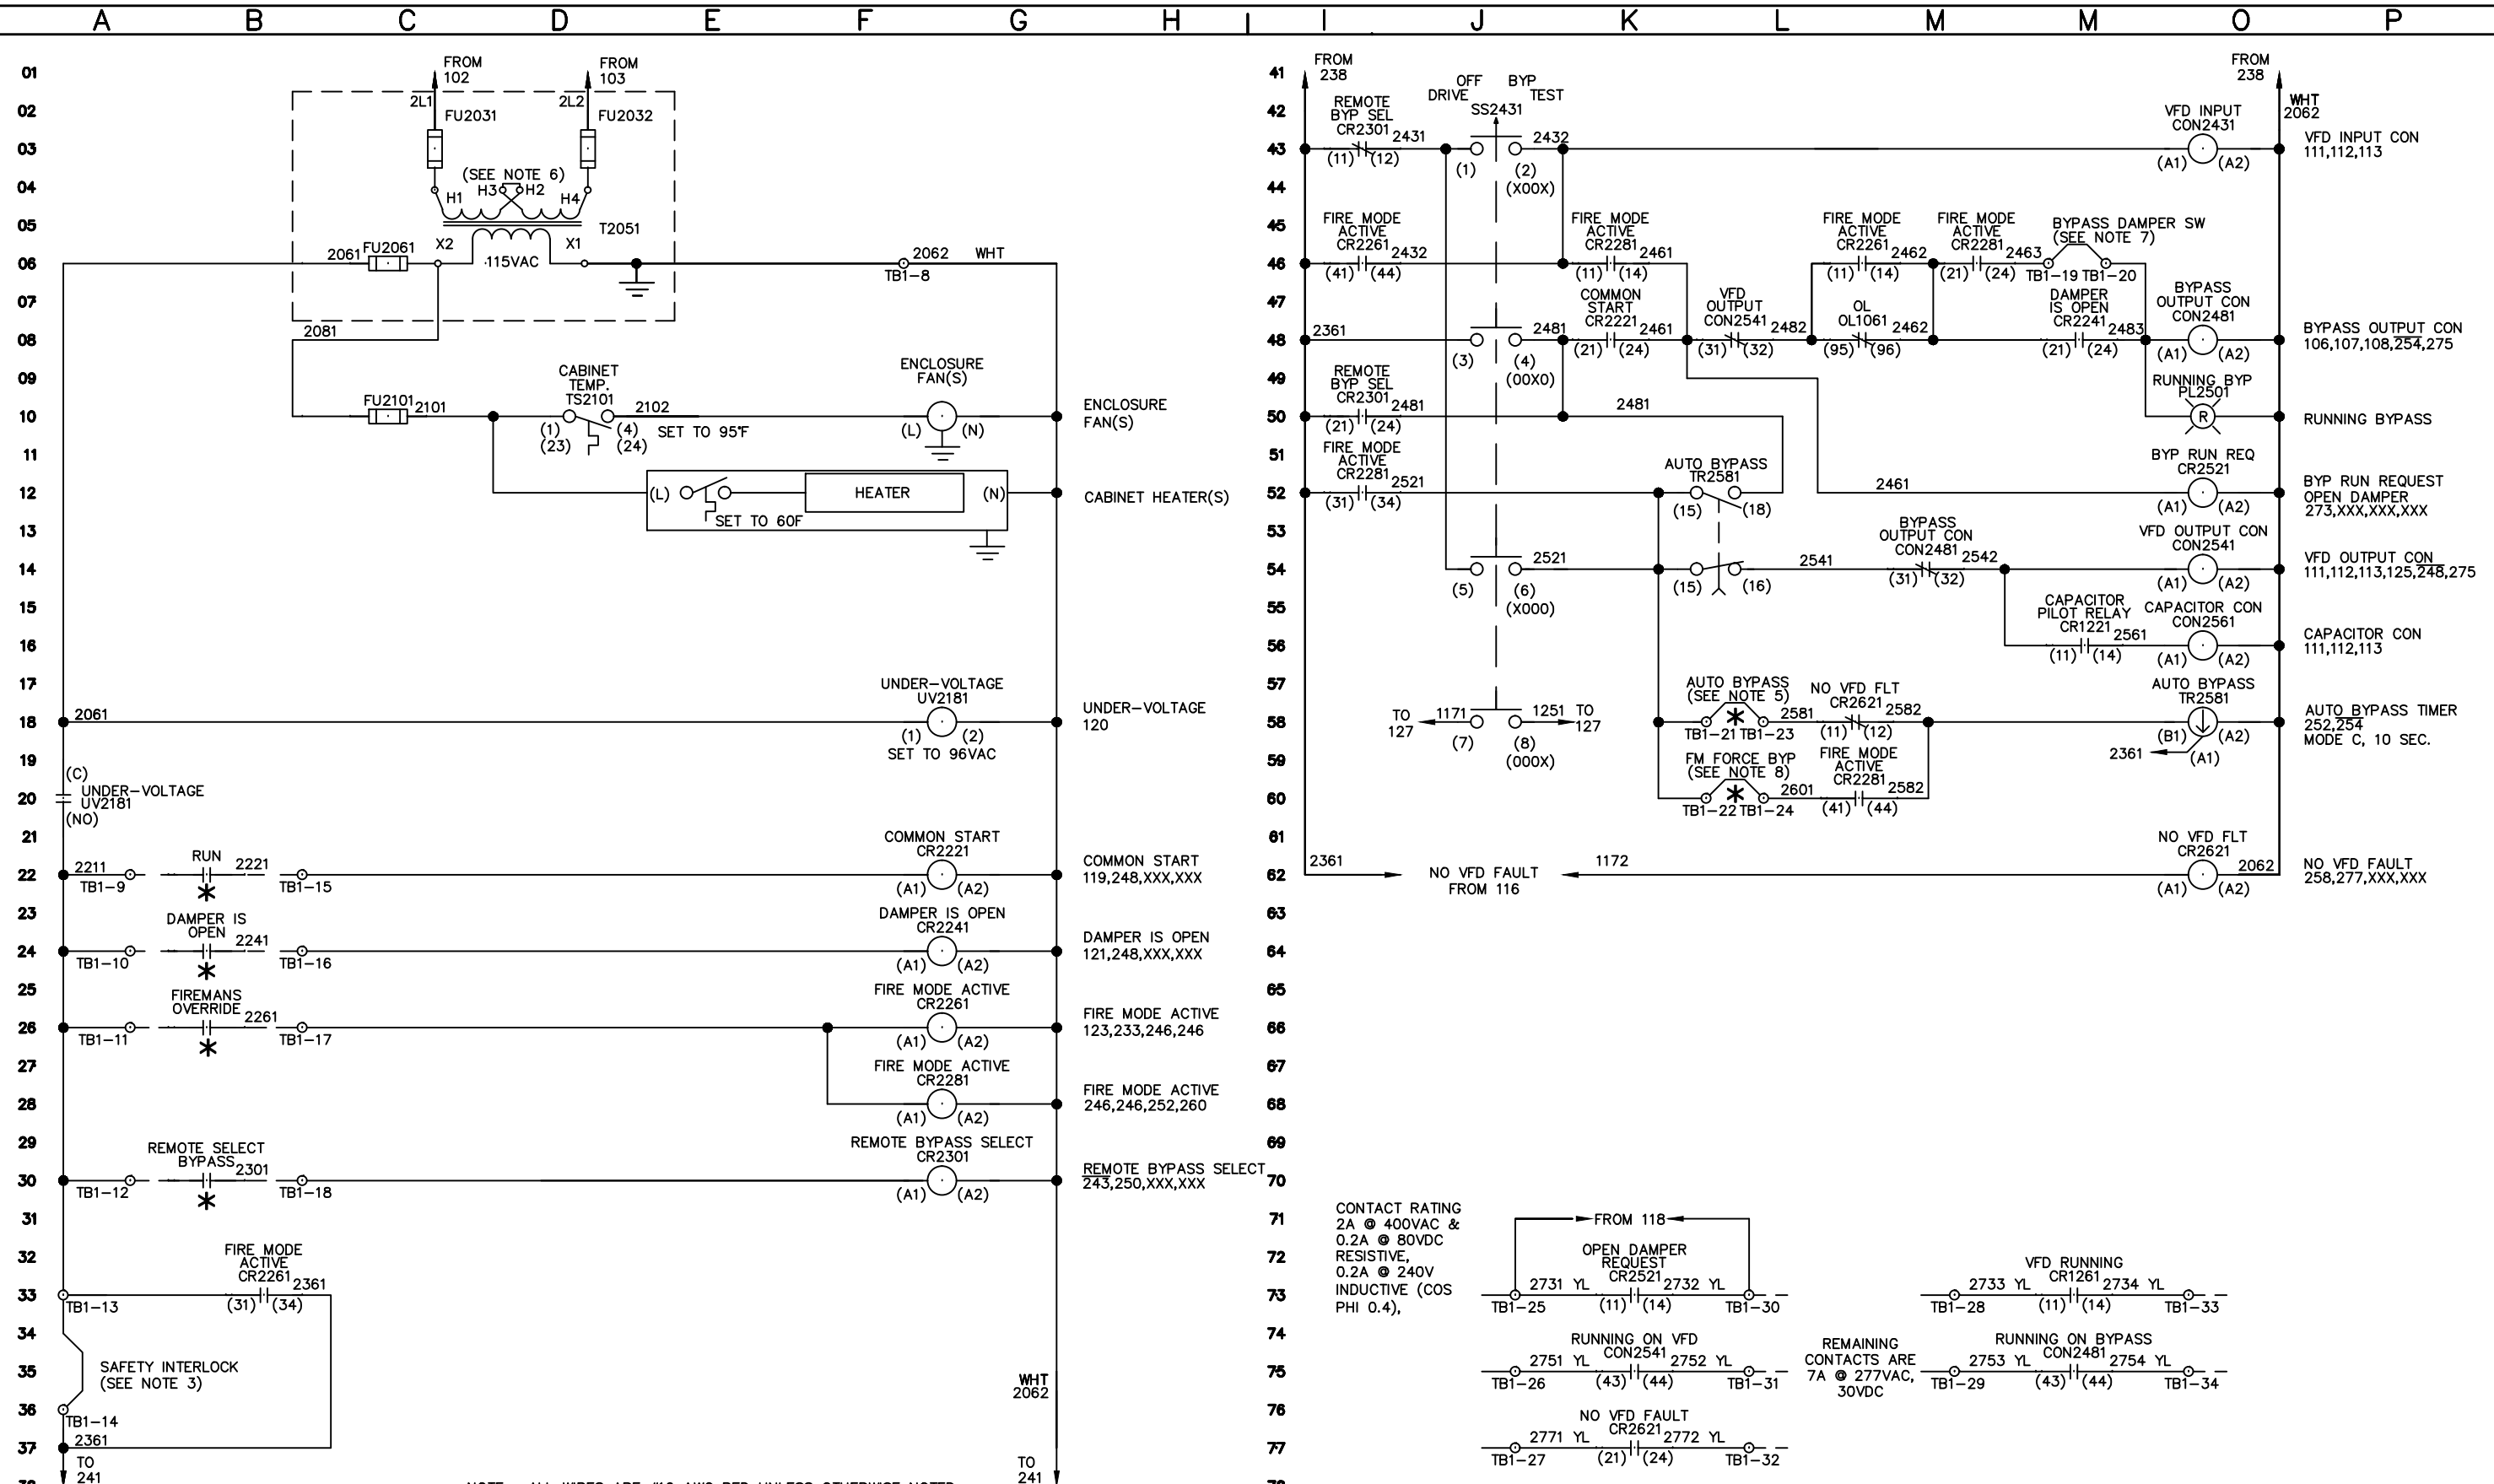 A B C D E F G H I J K L M M O P
01
FROM
102
FROM
103
02
2L1
FU2031
2L2
FU2032
03
04
(SEE NOTE 6)
H1 H3 H2 H4
05
T2051
06
2061 FU2061 X2 115VAC X1
TB1-8
2062 WHT
07
08
2081
09
CABINET
TEMP.
TS2101
ENCLOSURE
FAN(S)
10
FU2101 2101
(1) (4)
(23) (24)
2102
SET TO 95°F
(L) (N)
ENCLOSURE
FAN(S)
11
12
(L) HEATER (N)
SET TO 60F
CABINET HEATER(S)
13
14
15
16
17
UNDER-VOLTAGE
UV2181
18
2061
(1) (2)
SET TO 96VAC
UNDER-VOLTAGE
120
19
(C)
20
UNDER-VOLTAGE
UV2181
(NO)
21
COMMON START
CR2221
22
2211 RUN 2221
TB1-9 TB1-15
*
(A1) (A2)
COMMON START
119,248,XXX,XXX
23
DAMPER IS
OPEN
DAMPER IS OPEN
CR2241
24
2241
TB1-10 TB1-16
*
(A1) (A2)
DAMPER IS OPEN
121,248,XXX,XXX
25
FIREMANS
OVERRIDE
FIRE MODE ACTIVE
CR2261
26
2261
TB1-11 TB1-17
*
(A1) (A2)
FIRE MODE ACTIVE
123,233,246,246
27
FIRE MODE ACTIVE
CR2281
28
(A1) (A2)
FIRE MODE ACTIVE
246,246,252,260
29
REMOTE SELECT
BYPASS
REMOTE BYPASS SELECT
CR2301
30
2301
TB1-12 TB1-18
*
(A1) (A2)
REMOTE BYPASS SELECT
243,250,XXX,XXX
31
32
FIRE MODE
ACTIVE
CR2261 2361
33
TB1-13 (31) (34)
34
35
SAFETY INTERLOCK
(SEE NOTE 3)
WHT
2062
36
TB1-14
37
2361
TO
241
TO
241
41
FROM
238
OFF BYP
DRIVE TEST
SS2431
FROM
238
42
WHT
2062
REMOTE
BYP SEL
CR2301
VFD INPUT
CON2431
43
2431 2432
(11) (12) (1) (2)
(X00X)
(A1) (A2)
VFD INPUT CON
111,112,113
44
45
FIRE MODE
ACTIVE
CR2261
FIRE MODE
ACTIVE
CR2281
FIRE MODE
ACTIVE
CR2261
FIRE MODE
ACTIVE
CR2281
BYPASS DAMPER SW
(SEE NOTE 7)
46
2432 2461 2462 2463
(41) (44) (11) (14) (11) (14) (21) (24) TB1-19 TB1-20
47
COMMON
START
CR2221
VFD
OUTPUT
CON2541
OL
OL1061
DAMPER
IS OPEN
CR2241
BYPASS
OUTPUT CON
CON2481
48
2361 2481 2461 2482 2462 2483
(3) (4) (21) (24) (31) (32) (95) (96) (21) (24) (A1) (A2)
(00X0)
BYPASS OUTPUT CON
106,107,108,254,275
49
REMOTE
BYP SEL
CR2301
RUNNING BYP
PL2501
50
2481 2481 R
(21) (24)
RUNNING BYPASS
51
FIRE MODE
ACTIVE
CR2281
AUTO BYPASS
TR2581
BYP RUN REQ
CR2521
52
2521 2461
(31) (34) (15) (18) (A1) (A2)
BYP RUN REQUEST
OPEN DAMPER
273,XXX,XXX,XXX
53
BYPASS
OUTPUT CON
CON2481
VFD OUTPUT CON
CON2541
54
2521 2541 2542
(5) (6) (15) (16) (31) (32) (A1) (A2)
(X000)
VFD OUTPUT CON
111,112,113,125,248,275
55
CAPACITOR
PILOT RELAY
CR1221
CAPACITOR CON
CON2561
56
2561
(11) (14) (A1) (A2)
CAPACITOR CON
111,112,113
57
AUTO BYPASS
(SEE NOTE 5)
NO VFD FLT
CR2621
AUTO BYPASS
TR2581
58
TO
127
1171 1251
TO
127
(7) (8)
(000X)
* 2581 2582
TB1-21 TB1-23 (11) (12) (B1) (A2)
AUTO BYPASS TIMER
252,254
MODE C, 10 SEC.
59
2361 (A1)
FM FORCE BYP
(SEE NOTE 8)
FIRE MODE
ACTIVE
CR2281
60
* 2601 2582
TB1-22 TB1-24 (41) (44)
61
NO VFD FLT
CR2621
62
2361
NO VFD FAULT
FROM 116
1172 2062
(A1) (A2)
NO VFD FAULT
258,277,XXX,XXX
63
64
65
66
67
68
69
70
CONTACT RATING
2A @ 400VAC &
0.2A @ 80VDC
RESISTIVE,
0.2A @ 240V
INDUCTIVE (COS
PHI 0.4),
71
FROM 118
72
OPEN DAMPER
REQUEST
CR2521
VFD RUNNING
CR1261
73
2731 YL 2732 YL 2733 YL 2734 YL
TB1-25 (11) (14) TB1-30 TB1-28 (11) (14) TB1-33
74
RUNNING ON VFD
CON2541
REMAINING
CONTACTS ARE
7A @ 277VAC,
30VDC
RUNNING ON BYPASS
CON2481
75
2751 YL 2752 YL 2753 YL 2754 YL
TB1-26 (43) (44) TB1-31 TB1-29 (43) (44) TB1-34
76
NO VFD FAULT
CR2621
77
2771 YL 2772 YL
TB1-27 (21) (24) TB1-32